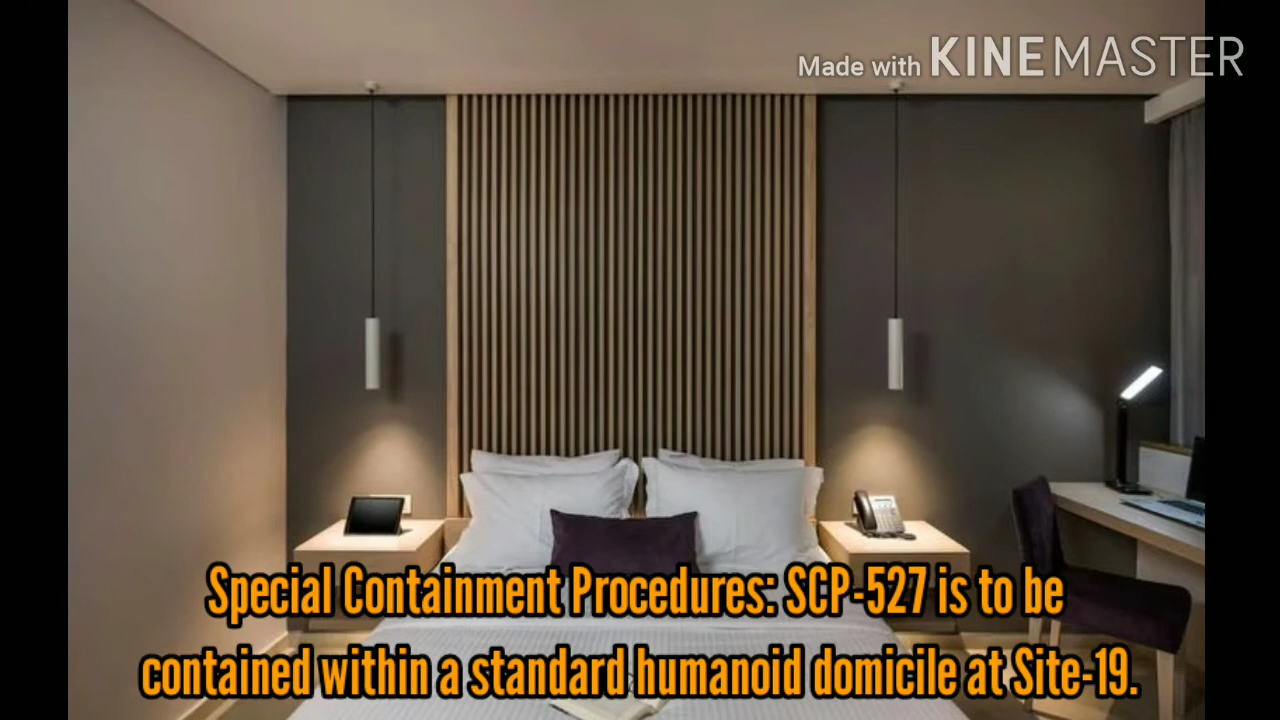 Made with KINEMASTER
Special Containment Procedures: SCP-527 is to be
contained within a standard humanoid domicile at Site-19.